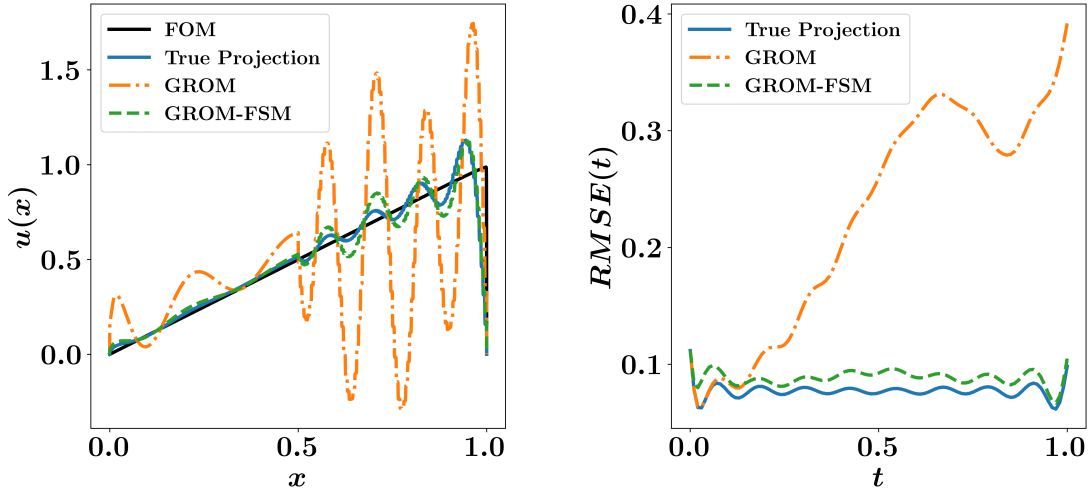 FOM
True Projection
GROM
GROM-FSM
1.5
1.0
0.5
0.0
u(x)
0.0 0.5 1.0
x
True Projection
GROM
GROM-FSM
0.4
0.3
0.2
0.1
RMSE(t)
0.0 0.5 1.0
t